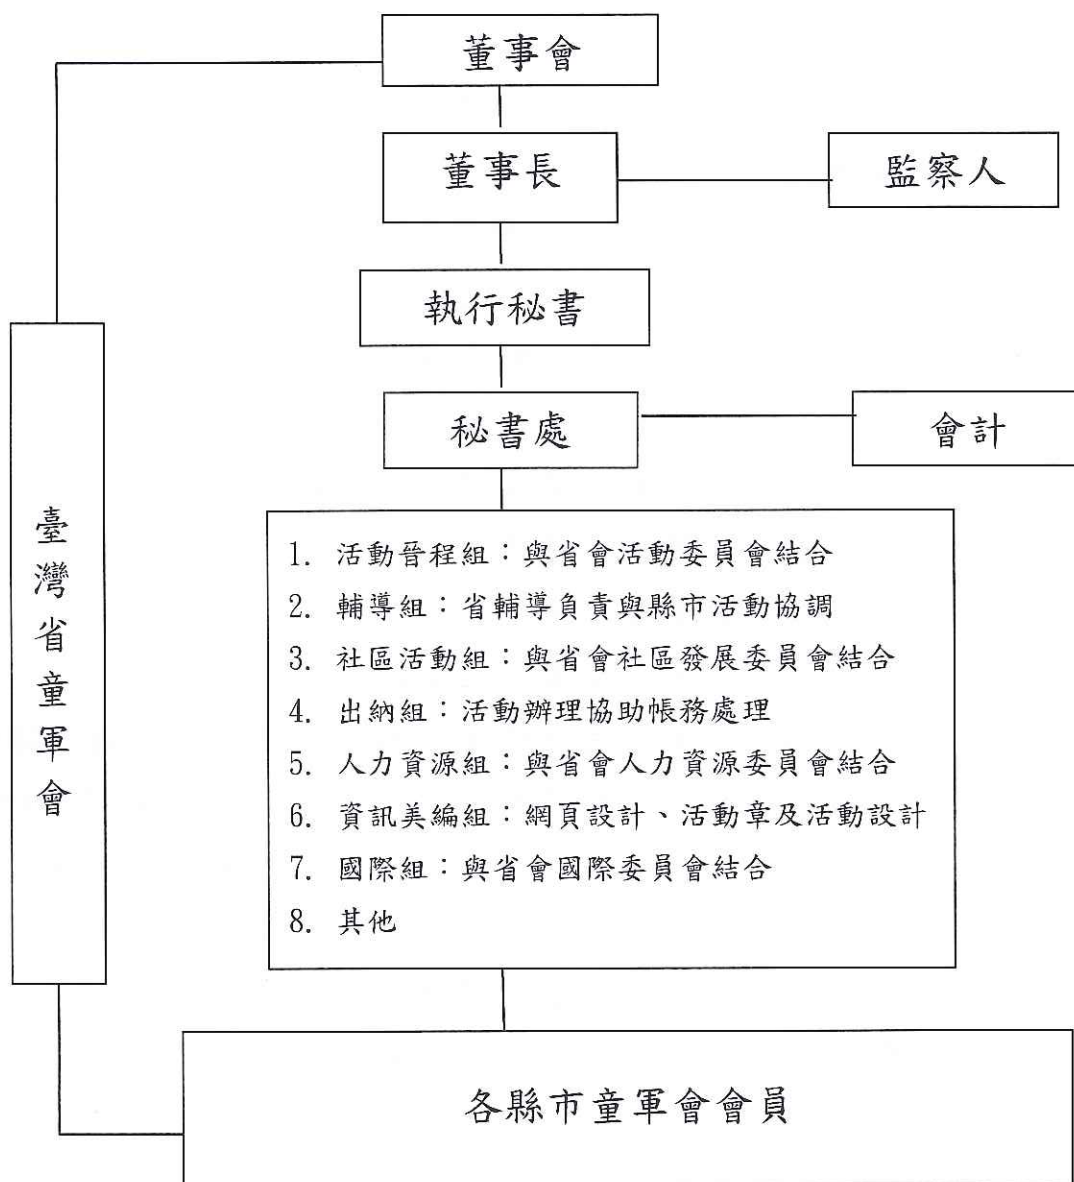 董事會
董事長
監察人
執行秘書
秘書處
會計
臺灣省童軍會
1. 活動晉程組：與省會活動委員會結合
2. 輔導組：省輔導負責與縣市活動協調
3. 社區活動組：與省會社區發展委員會結合
4. 出納組：活動辦理協助帳務處理
5. 人力資源組：與省會人力資源委員會結合
6. 資訊美編組：網頁設計、活動章及活動設計
7. 國際組：與省會國際委員會結合
8. 其他
各縣市童軍會會員